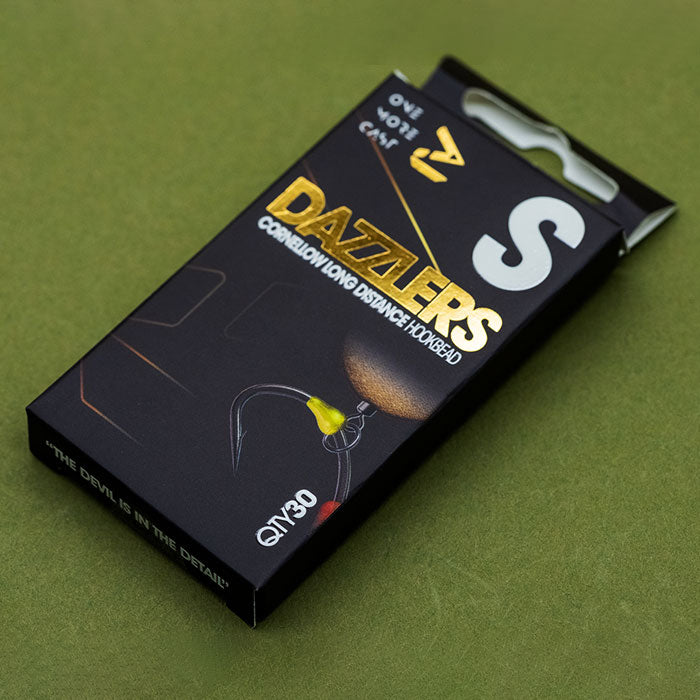 ONE
MORE
CAST
S
DAZZLERS
CORNELLOW LONG DISTANCE HOOKBEAD
QTY30
"THE DEVIL IS IN THE DETAIL"